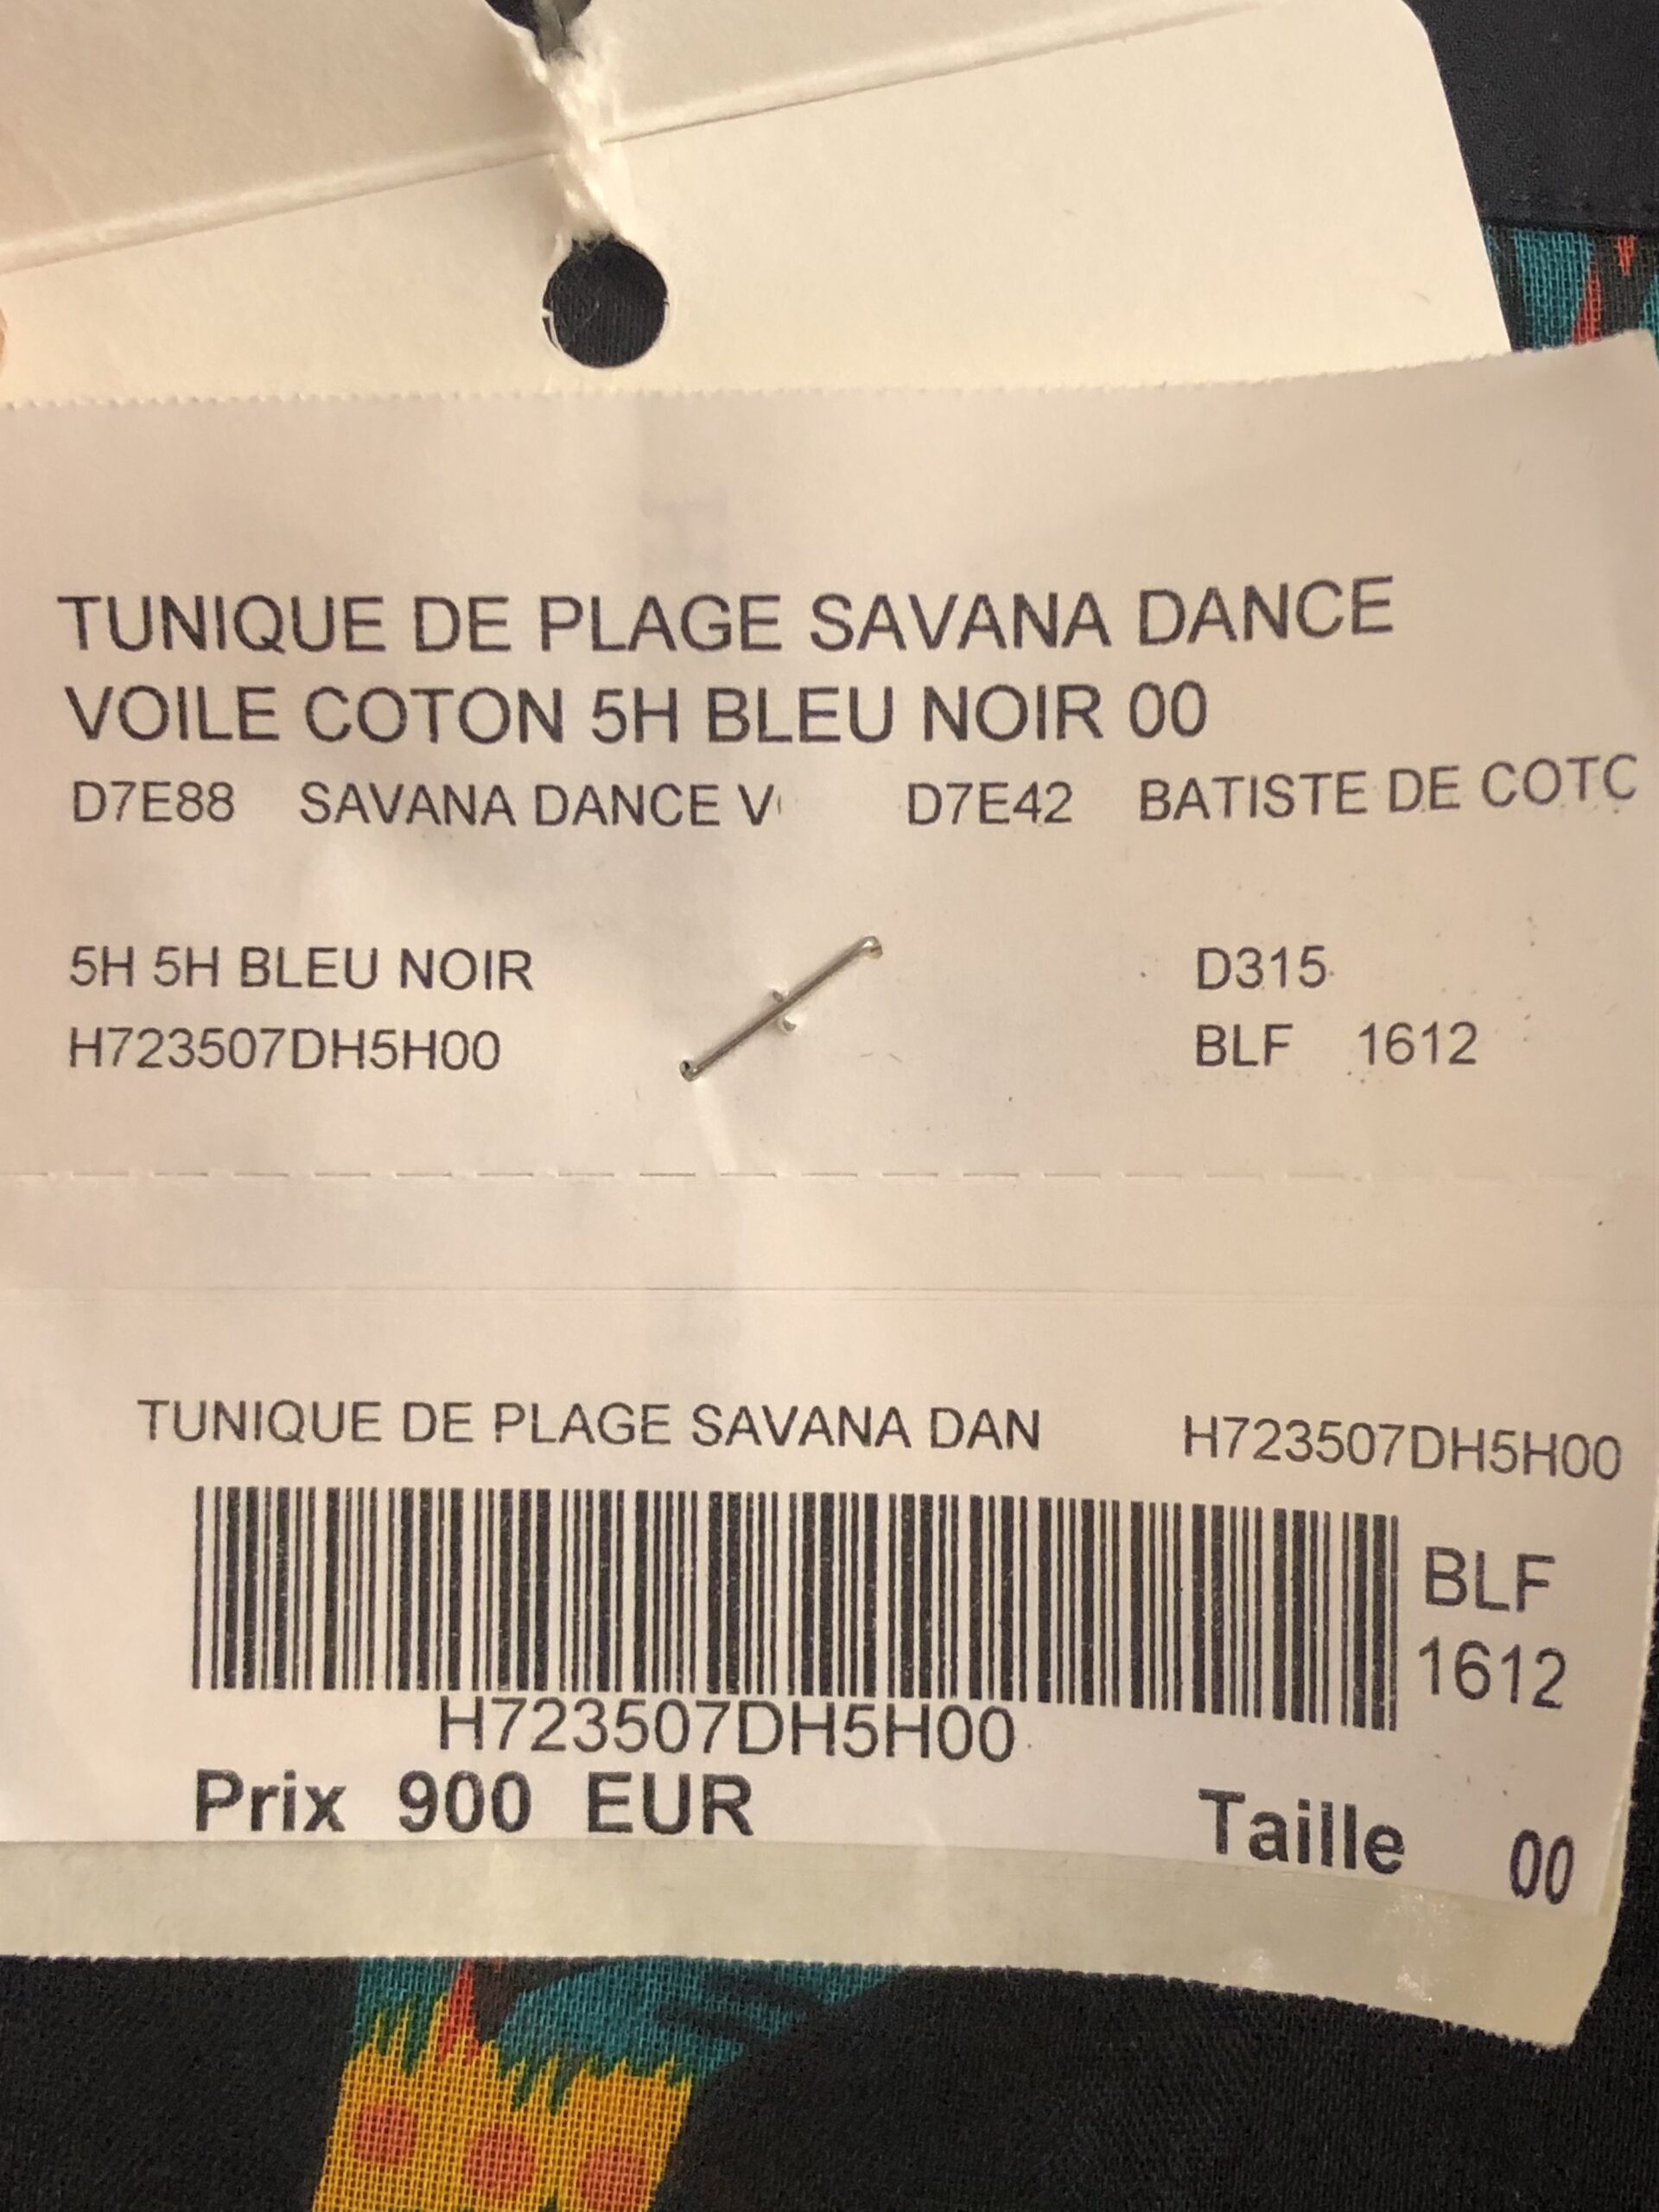 TUNIQUE DE PLAGE SAVANA DANCE
VOILE COTON 5H BLEU NOIR 00
D7E88 SAVANA DANCE V D7E42 BATISTE DE COTC
5H 5H BLEU NOIR D315
H723507DH5H00 BLF 1612
TUNIQUE DE PLAGE SAVANA DAN H723507DH5H00
BLF
1612
H723507DH5H00
Prix 900 EUR Taille 00